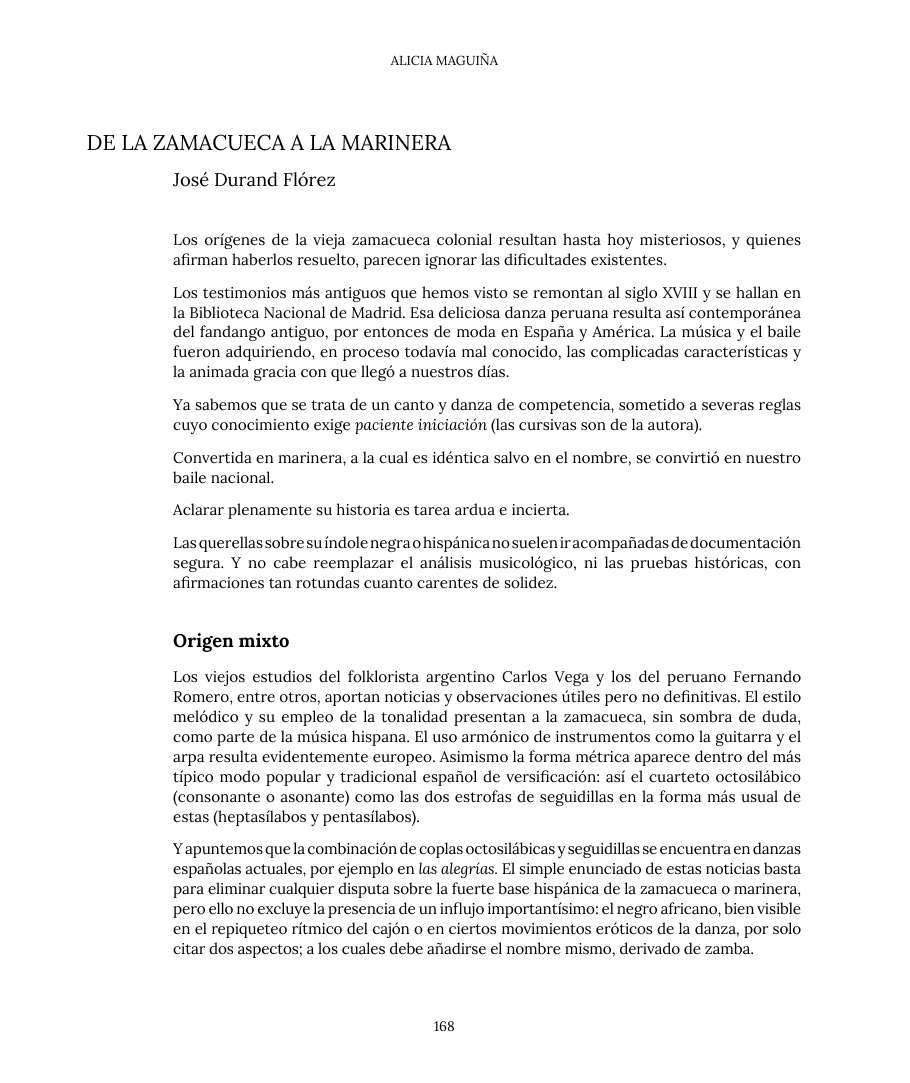 ALICIA MAGUIÑA
DE LA ZAMACUECA A LA MARINERA
José Durand Flórez
Los orígenes de la vieja zamacueca colonial resultan hasta hoy misteriosos, y quienes
afirman haberlos resuelto, parecen ignorar las dificultades existentes.
Los testimonios más antiguos que hemos visto se remontan al siglo XVIII y se hallan en
la Biblioteca Nacional de Madrid. Esa deliciosa danza peruana resulta así contemporánea
del fandango antiguo, por entonces de moda en España y América. La música y el baile
fueron adquiriendo, en proceso todavía mal conocido, las complicadas características y
la animada gracia con que llegó a nuestros días.
Ya sabemos que se trata de un canto y danza de competencia, sometido a severas reglas
cuyo conocimiento exige paciente iniciación (las cursivas son de la autora).
Convertida en marinera, a la cual es idéntica salvo en el nombre, se convirtió en nuestro
baile nacional.
Aclarar plenamente su historia es tarea ardua e incierta.
Las querellas sobre su índole negra o hispánica no suelen ir acompañadas de documentación
segura. Y no cabe reemplazar el análisis musicológico, ni las pruebas históricas, con
afirmaciones tan rotundas cuanto carentes de solidez.
Origen mixto
Los viejos estudios del folklorista argentino Carlos Vega y los del peruano Fernando
Romero, entre otros, aportan noticias y observaciones útiles pero no definitivas. El estilo
melódico y su empleo de la tonalidad presentan a la zamacueca, sin sombra de duda,
como parte de la música hispana. El uso armónico de instrumentos como la guitarra y el
arpa resulta evidentemente europeo. Asimismo la forma métrica aparece dentro del más
típico modo popular y tradicional español de versificación: así el cuarteto octosilábico
(consonante o asonante) como las dos estrofas de seguidillas en la forma más usual de
estas (heptasílabos y pentasílabos).
Y apuntemos que la combinación de coplas octosilábicas y seguidillas se encuentra en danzas
españolas actuales, por ejemplo en las alegrías. El simple enunciado de estas noticias basta
para eliminar cualquier disputa sobre la fuerte base hispánica de la zamacueca o marinera,
pero ello no excluye la presencia de un influjo importantísimo: el negro africano, bien visible
en el repiqueteo rítmico del cajón o en ciertos movimientos eróticos de la danza, por solo
citar dos aspectos; a los cuales debe añadirse el nombre mismo, derivado de zamba.
168